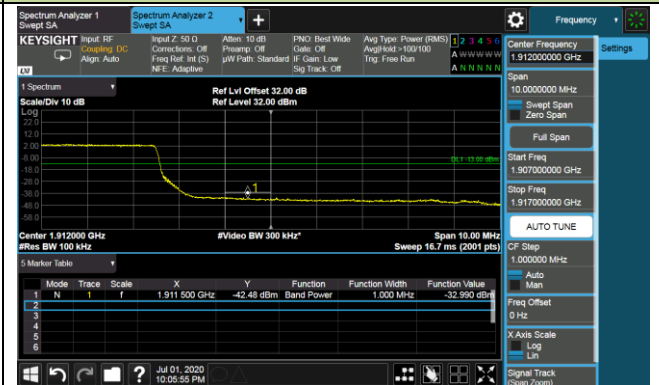 Spectrum Analyzer 1
Swept SA
Spectrum Analyzer 2
Swept SA
+
Frequency
KEYSIGHT
Input: RF
Coupling: DC
Align: Auto
Input Z: 50 Ω
Corrections: Off
Freq Ref: Int (S)
NFE: Adaptive
Atten: 10 dB
Preamp: Off
µW Path: Standard
PNO: Best Wide
Gate: Off
IF Gain: Low
Sig Track: Off
Avg Type: Power (RMS)
Avg|Hold:>100/100
Trig: Free Run
1 2 3 4 5 6
A W W W W W
A N N N N N
LM
Center Frequency
1.912000000 GHz
Settings
Span
10.0000000 MHz
Swept Span
Zero Span
Full Span
Start Freq
1.907000000 GHz
Stop Freq
1.917000000 GHz
AUTO TUNE
CF Step
1.000000 MHz
Auto
Man
Freq Offset
0 Hz
X Axis Scale
Log
Lin
Signal Track
(Span Zoom)
1 Spectrum
Scale/Div 10 dB
Log
Ref Lvl Offset 32.00 dB
Ref Level 32.00 dBm
22.0
12.0
2.00
-8.00
-18.0
-28.0
-38.0
-48.0
-58.0
DL1 -13.00 dBm
1
Center 1.912000 GHz
#Res BW 100 kHz
#Video BW 300 kHz*
Span 10.00 MHz
Sweep 16.7 ms (2001 pts)
5 Marker Table
Mode Trace Scale X Y Function Function Width Function Value
1 N 1 f 1.911 500 GHz -42.48 dBm Band Power 1.000 MHz -32.990 dBm
2
3
4
5
6
?
Jul 01, 2020
10:05:55 PM